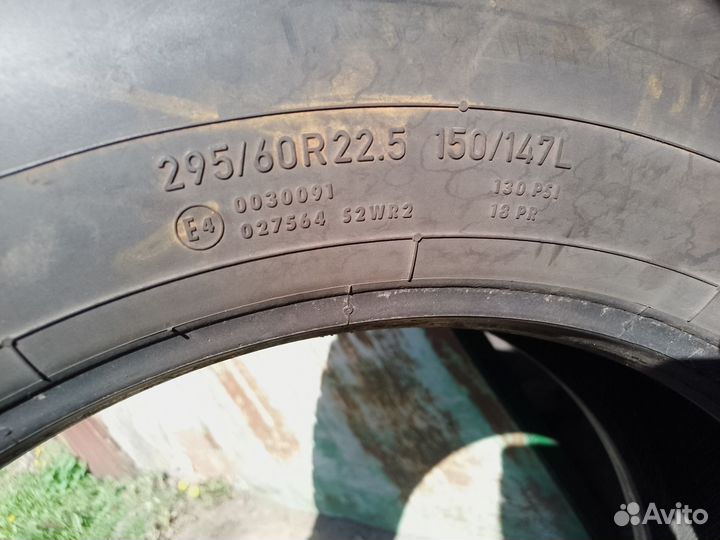 295/60R22.5 150/147L
E4 0030091 130 PSI
027564 S2WR2 18 PR
Avito